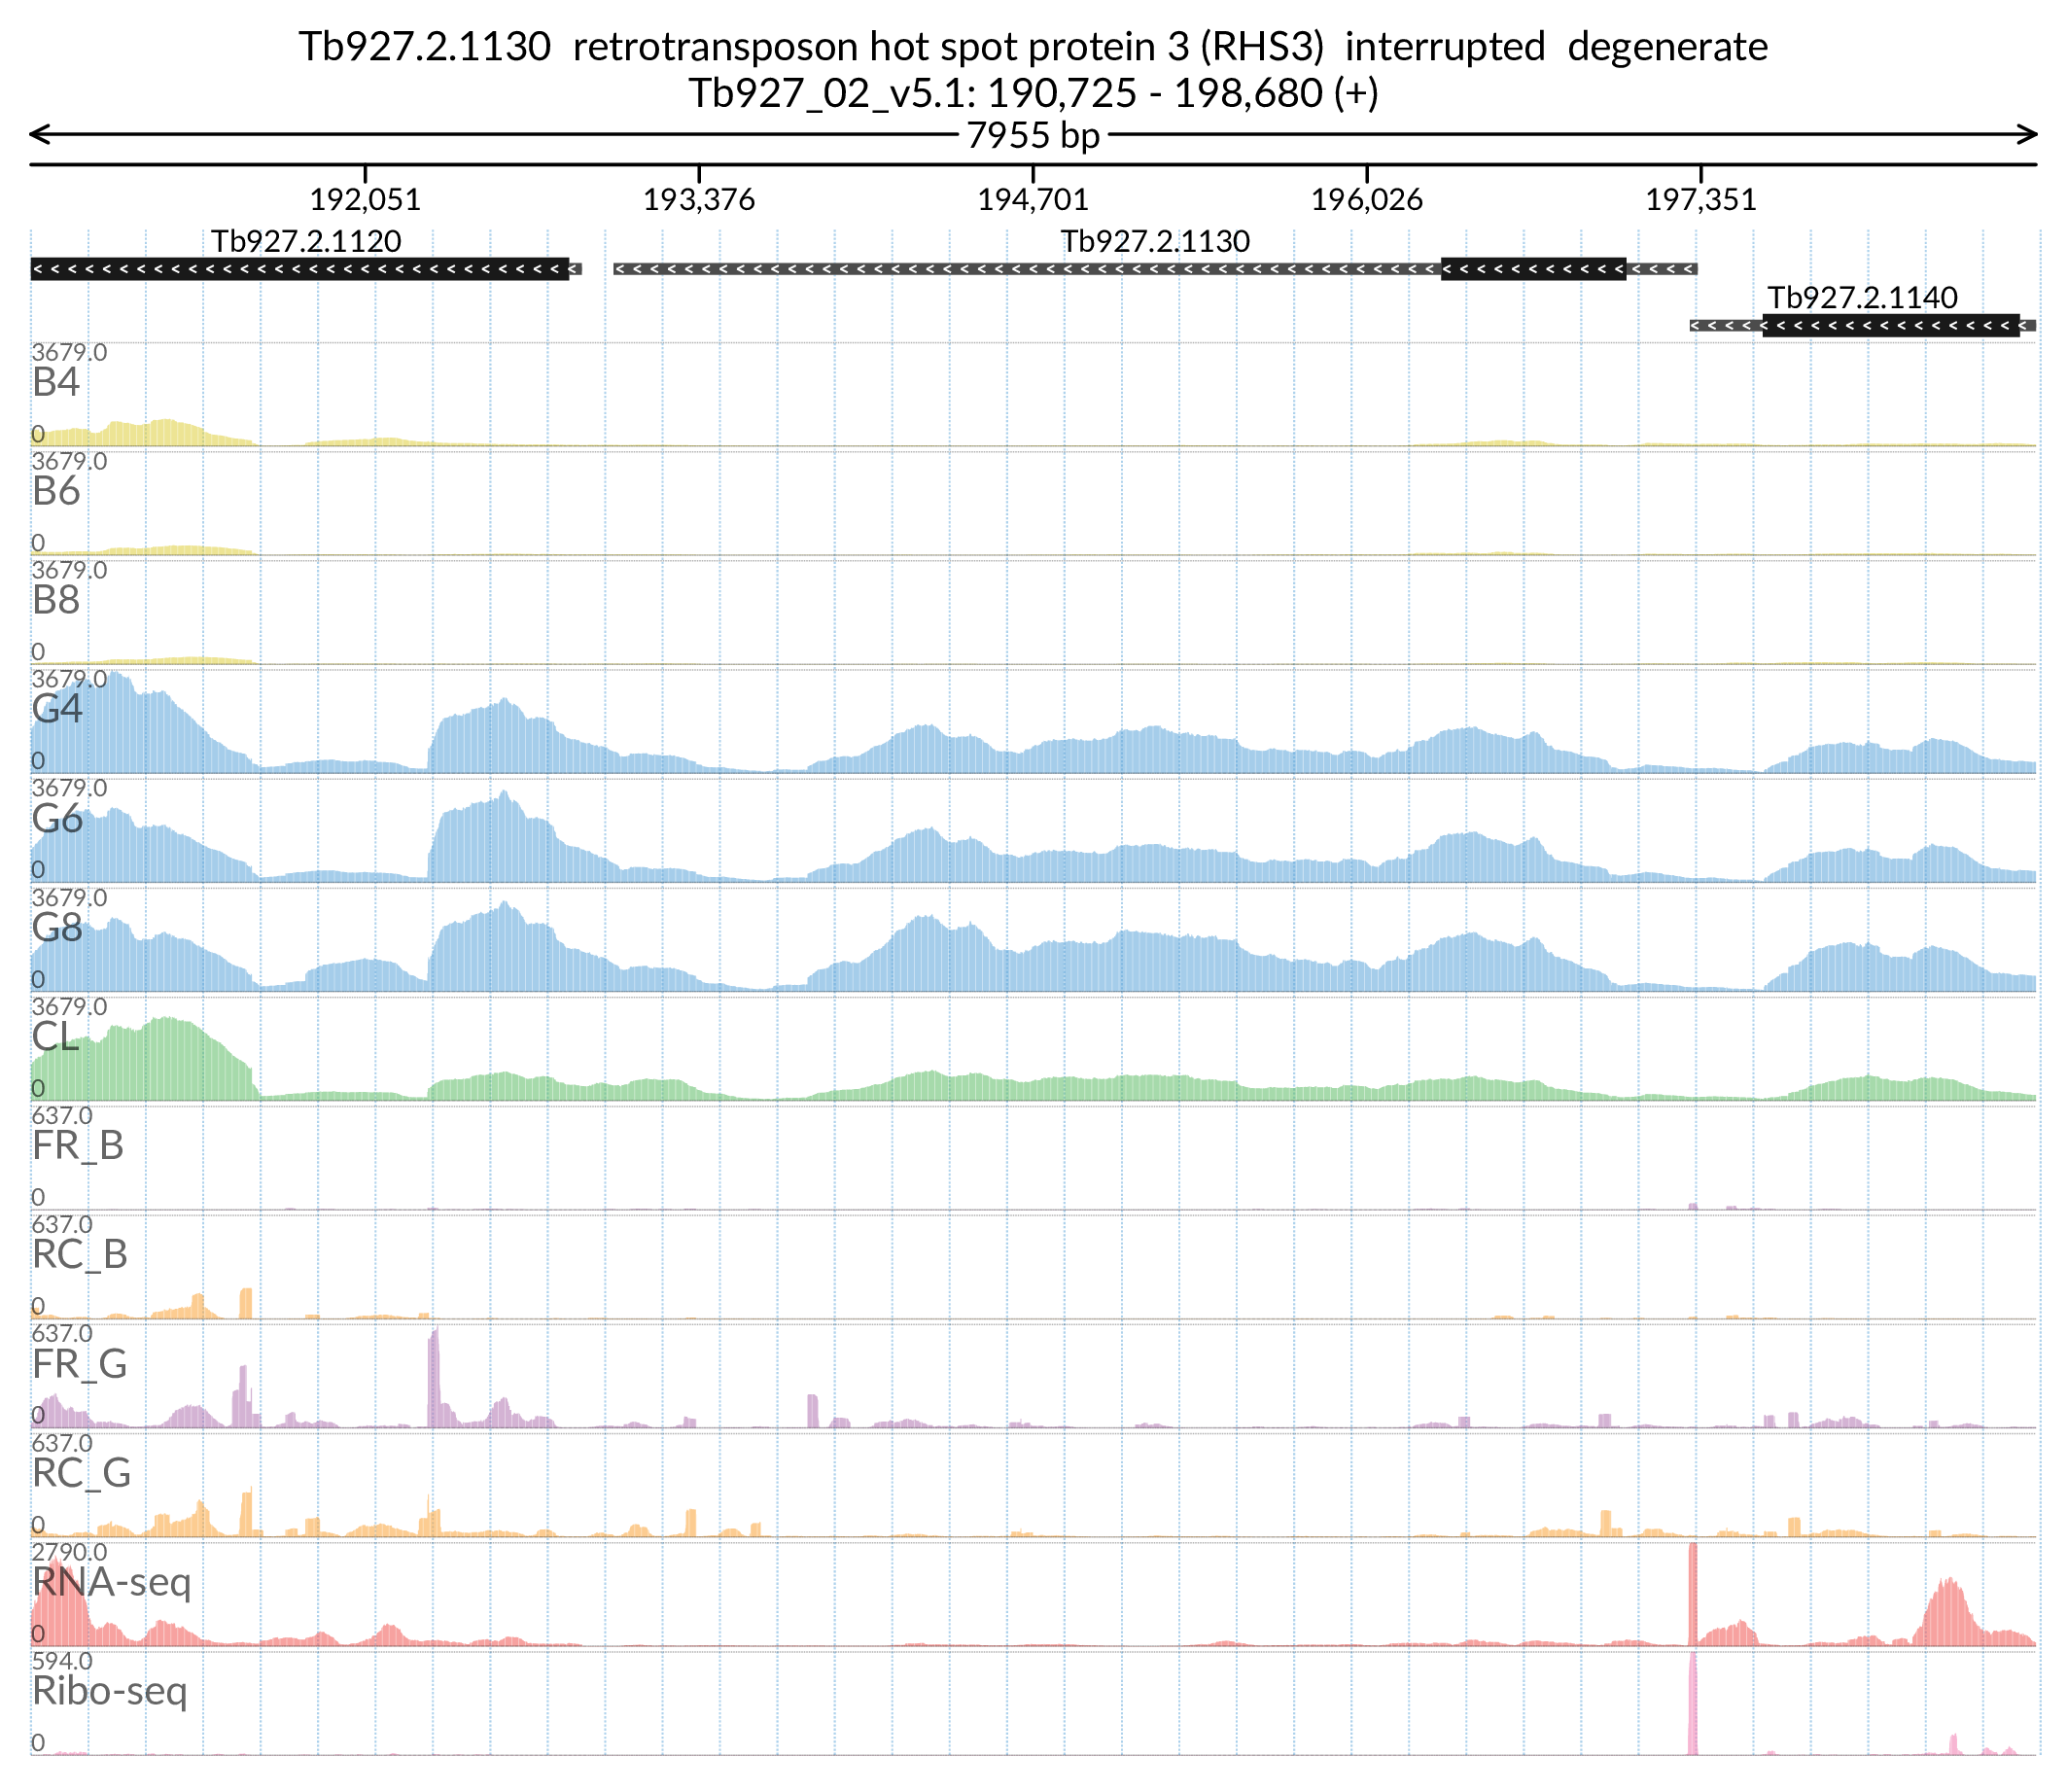 Tb927.2.1130 retrotransposon hot spot protein 3 (RHS3) interrupted degenerate
Tb927_02_v5.1: 190,725 - 198,680 (+)
7955 bp
192,051 193,376 194,701 196,026 197,351
Tb927.2.1120 Tb927.2.1130
Tb927.2.1140
3679.0
B4
0
3679.0
B6
0
3679.0
B8
0
3679.0
G4
0
3679.0
G6
0
3679.0
G8
0
3679.0
CL
0
637.0
FR_B
0
637.0
RC_B
0
637.0
FR_G
0
637.0
RC_G
0
2790.0
RNA-seq
0
594.0
Ribo-seq
0